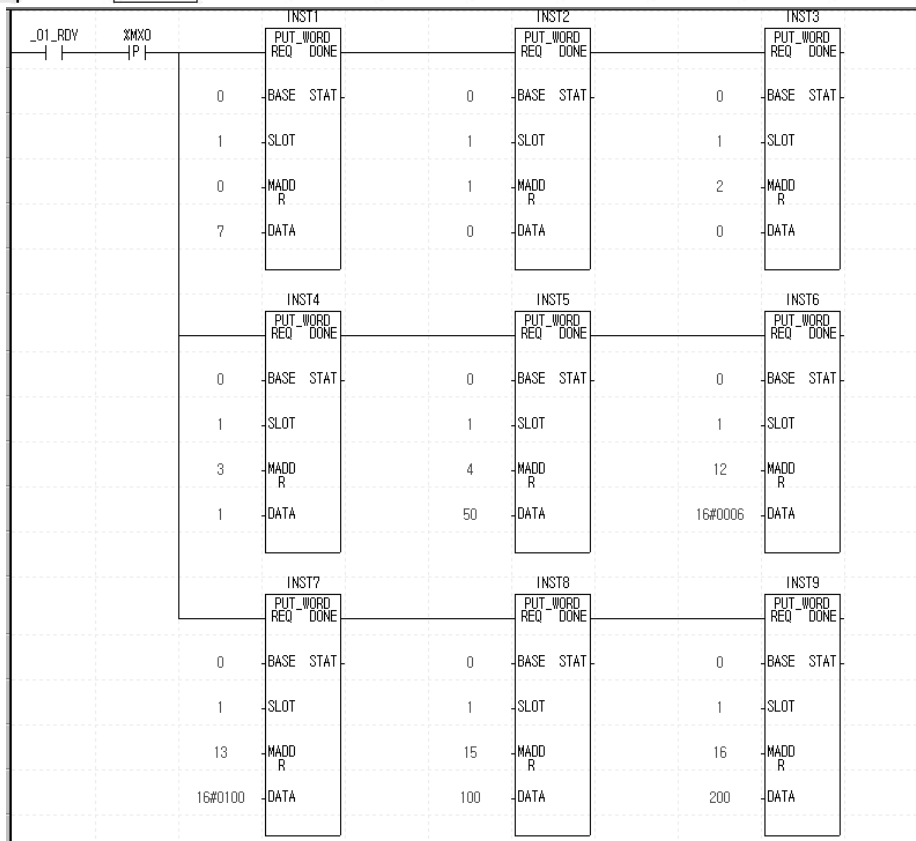 INST1 INST2 INST3
_01_RDY %MX0 PUT_WORD PUT_WORD PUT_WORD
P REQ DONE REQ DONE REQ DONE
0 BASE STAT 0 BASE STAT 0 BASE STAT
1 SLOT 1 SLOT 1 SLOT
0 MADD 1 MADD 2 MADD
R R R
7 DATA 0 DATA 0 DATA
INST4 INST5 INST6
PUT_WORD PUT_WORD PUT_WORD
REQ DONE REQ DONE REQ DONE
0 BASE STAT 0 BASE STAT 0 BASE STAT
1 SLOT 1 SLOT 1 SLOT
3 MADD 4 MADD 12 MADD
R R R
1 DATA 50 DATA 16#0006 DATA
INST7 INST8 INST9
PUT_WORD PUT_WORD PUT_WORD
REQ DONE REQ DONE REQ DONE
0 BASE STAT 0 BASE STAT 0 BASE STAT
1 SLOT 1 SLOT 1 SLOT
13 MADD 15 MADD 16 MADD
R R R
16#0100 DATA 100 DATA 200 DATA